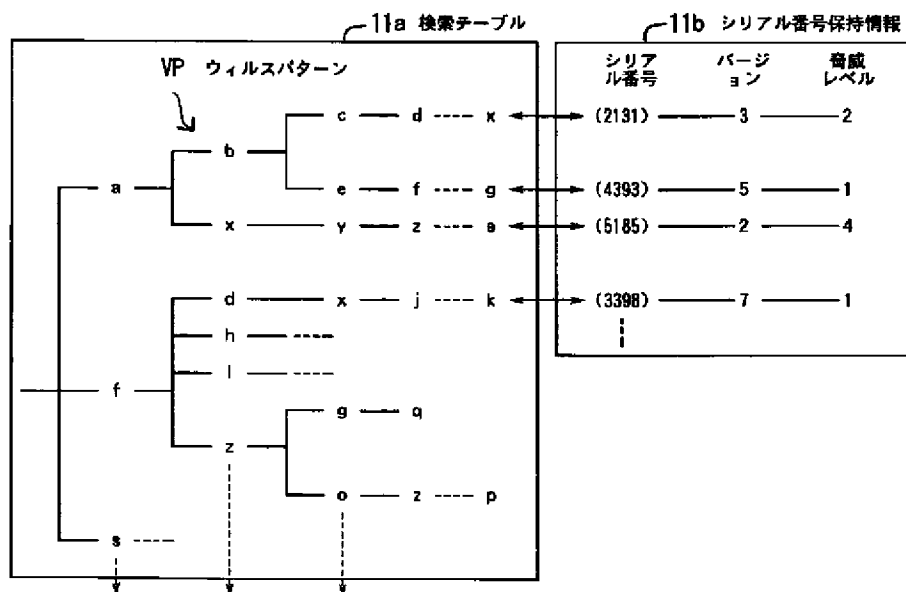 11a 検索テーブル
11b シリアル番号保持情報
VP ウィルスパターン
シリアル番号 バージョン 脅威レベル
c d x (2131) 3 2
b
a e f g (4393) 5 1
x y z a (5185) 2 4
d x j k (3398) 7 1
h
f l
g q
z
o z p
s